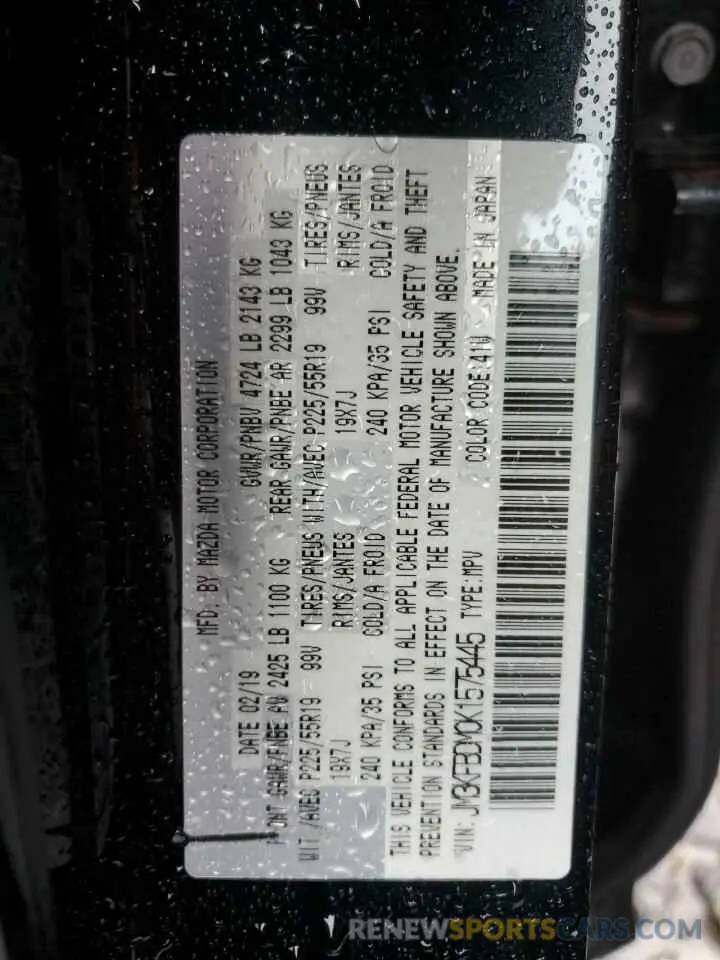 MFD. BY MAZDA MOTOR CORPORATION
DATE 02/19 GVWR/PNBV 4724 LB 2143 KG
GAWR/PNBE AV 2425 LB 1100 KG REAR GAWR/PNBE AR 2299 LB 1043 KG
WIT /AVEC P225/55R19 99V TIRES/PNEUS WITH/AVEC P225/55R19 99V TIRES/PNEUS
19X7J RIMS/JANTES 19X7J RIMS/JANTES
240 KPA/35 PSI COLD/A FROID 240 KPA/35 PSI COLD/A FROID
THIS VEHICLE CONFORMS TO ALL APPLICABLE FEDERAL MOTOR VEHICLE SAFETY AND THEFT
PREVENTION STANDARDS IN EFFECT ON THE DATE OF MANUFACTURE SHOWN ABOVE.
VIN: JM3KFBDM0K1575445 TYPE:MPV COLOR CODE:41W MADE IN JAPAN
RENEWSPORTSCARS.COM